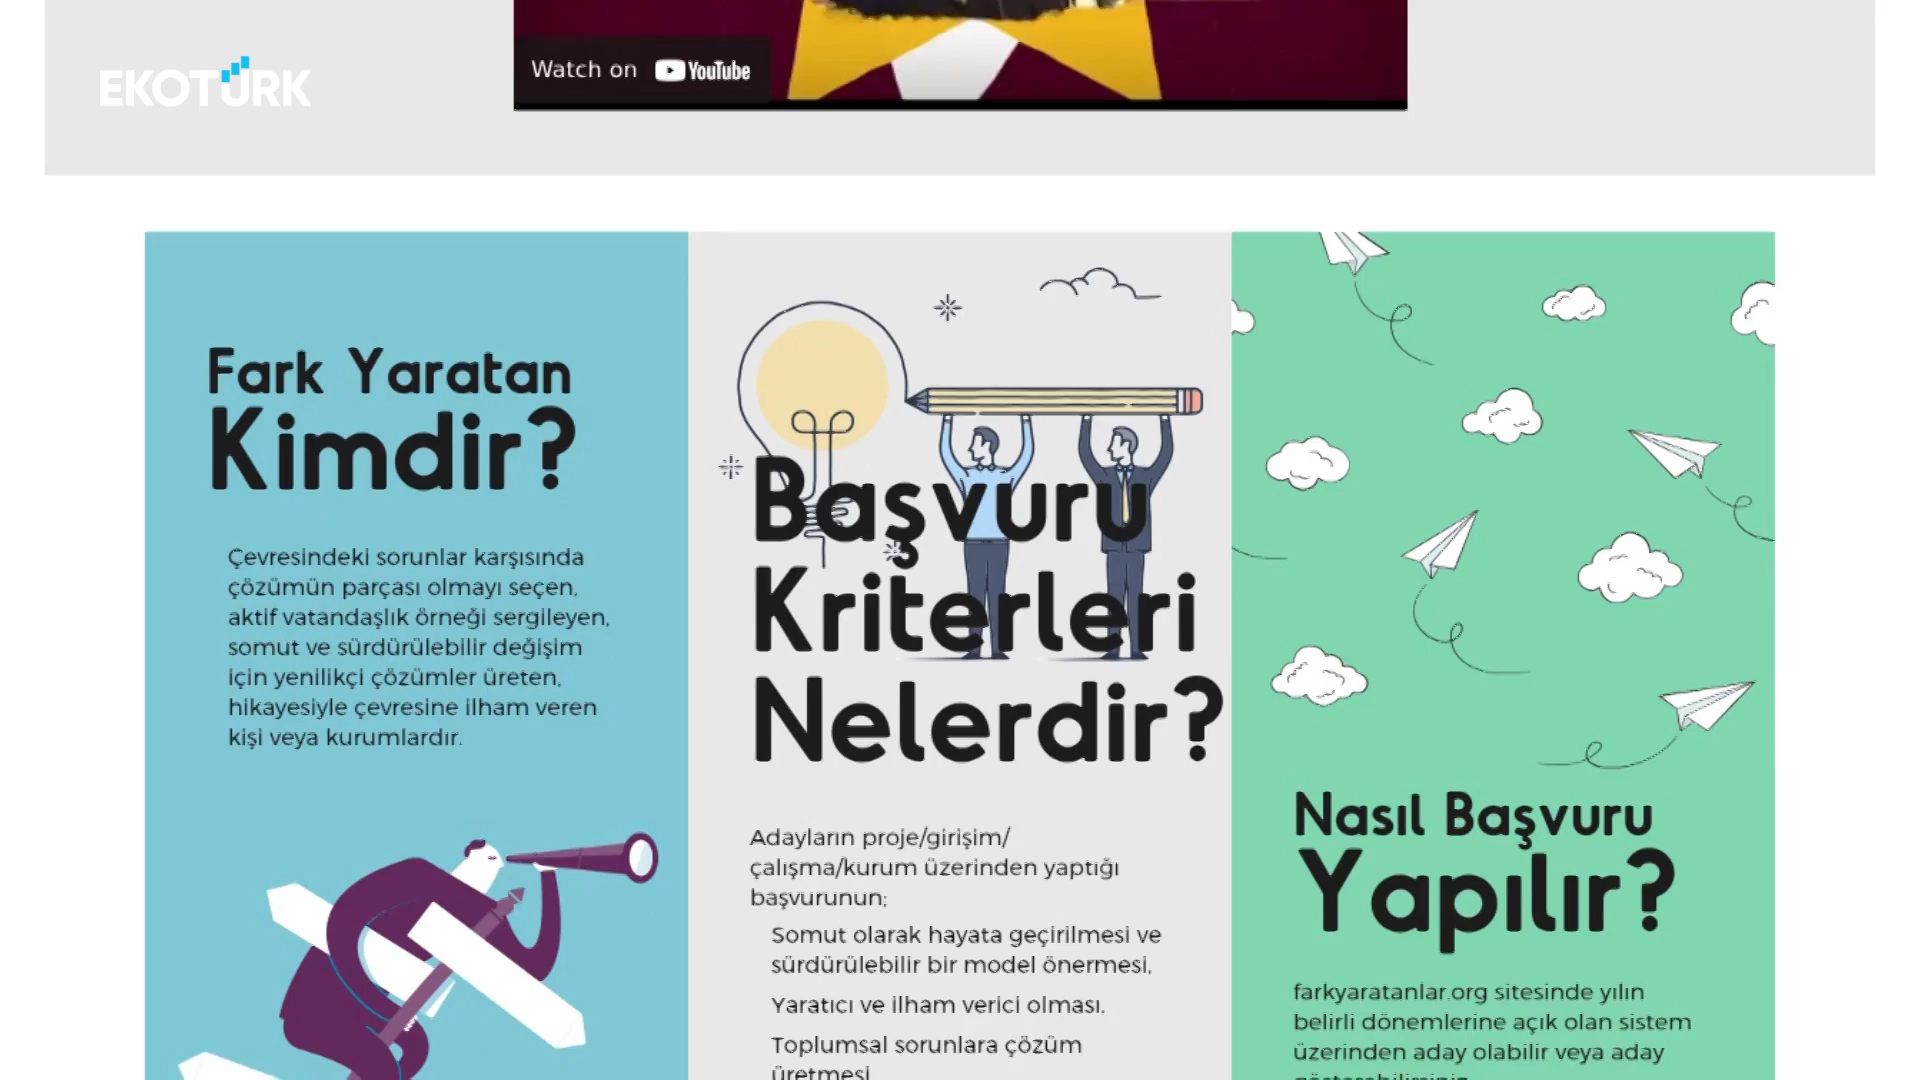 Watch on YouTube
EKOTÜRK
Fark Yaratan
Kimdir?
Çevresindeki sorunlar karşısında
çözümün parçası olmayı seçen,
aktif vatandaşlık örneği sergileyen,
somut ve sürdürülebilir değişim
için yenilikçi çözümler üreten,
hikayesiyle çevresine ilham veren
kişi veya kurumlardır.
Başvuru
Kriterleri
Nelerdir?
Adayların proje/girişim/
çalışma/kurum üzerinden yaptığı
başvurunun;
Somut olarak hayata geçirilmesi ve
sürdürülebilir bir model önermesi,
Yaratıcı ve ilham verici olması,
Toplumsal sorunlara çözüm
üretmesi
Nasıl Başvuru
Yapılır?
farkyaratanlar.org sitesinde yılın
belirli dönemlerine açık olan sistem
üzerinden aday olabilir veya aday